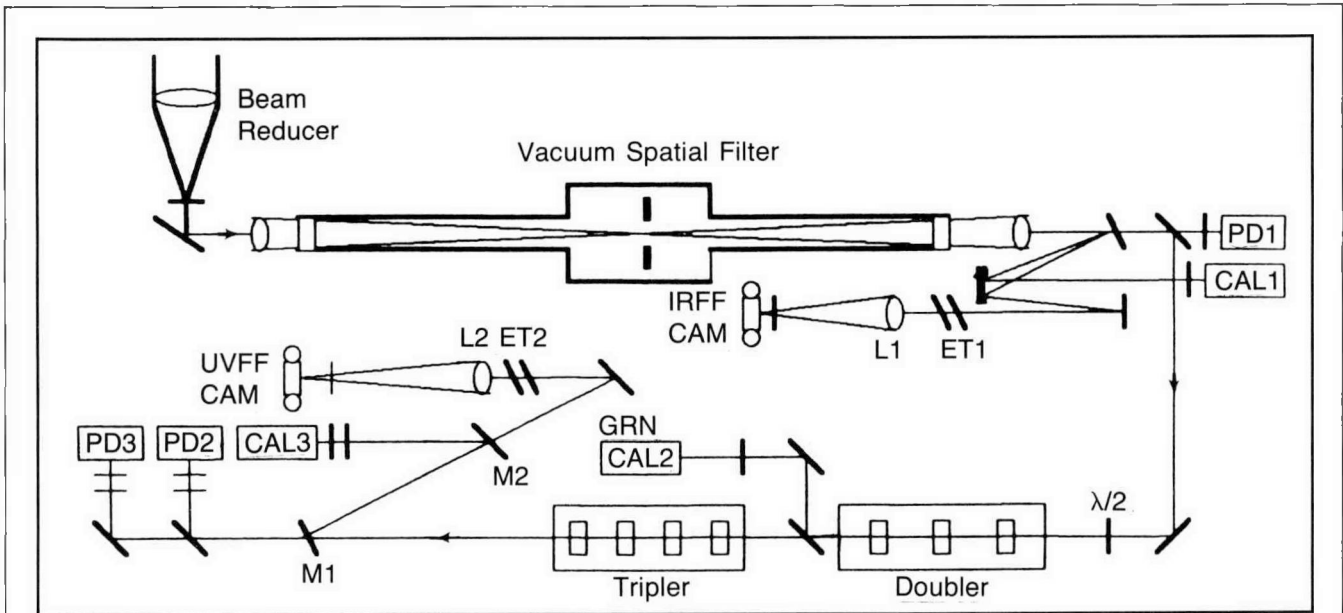 Beam
Reducer
Vacuum Spatial Filter
PD1
CAL1
IRFF
CAM
L1
ET1
L2 ET2
UVFF
CAM
PD3
PD2
CAL3
M2
GRN
CAL2
λ/2
M1
Tripler
Doubler